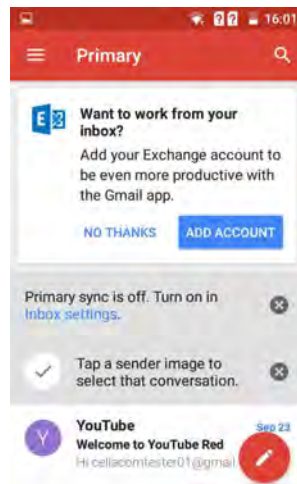 16:01
Primary
Want to work from your
inbox?
Add your Exchange account to
be even more productive with
the Gmail app.
NO THANKS
ADD ACCOUNT
Primary sync is off. Turn on in
Inbox settings.
Tap a sender image to
select that conversation.
Y
YouTube
Sep 23
Welcome to YouTube Red
Hi cellacomtester01@gmail